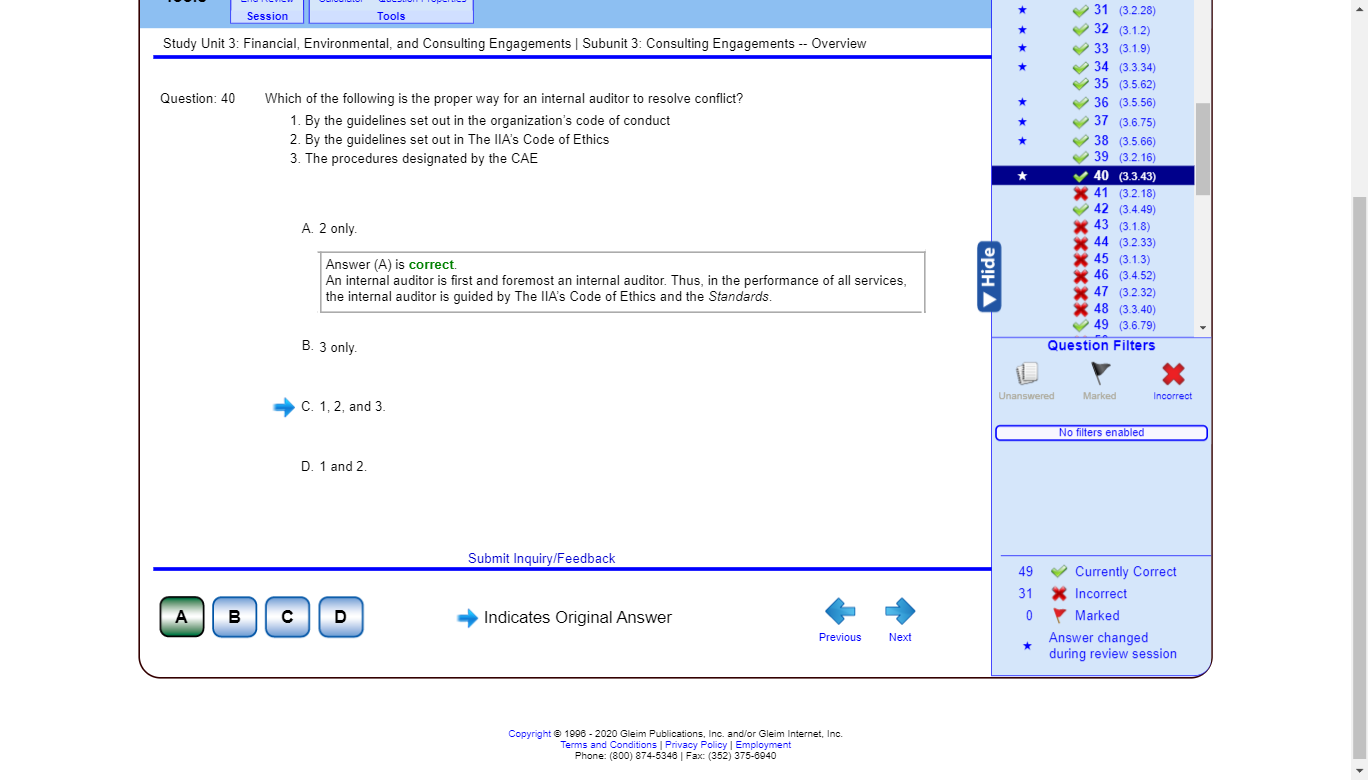 Session
Tools
Study Unit 3: Financial, Environmental, and Consulting Engagements | Subunit 3: Consulting Engagements -- Overview
Question: 40
Which of the following is the proper way for an internal auditor to resolve conflict?
1. By the guidelines set out in the organization's code of conduct
2. By the guidelines set out in The IIA's Code of Ethics
3. The procedures designated by the CAE
A. 2 only.
Answer (A) is correct.
An internal auditor is first and foremost an internal auditor. Thus, in the performance of all services,
the internal auditor is guided by The IIA's Code of Ethics and the Standards.
B. 3 only.
C. 1, 2, and 3.
D. 1 and 2.
Submit Inquiry/Feedback
A B C D
Indicates Original Answer
Previous
Next
31 (3.2.28)
32 (3.1.2)
33 (3.1.9)
34 (3.3.34)
35 (3.5.62)
36 (3.5.56)
37 (3.6.75)
38 (3.5.66)
39 (3.2.16)
40 (3.3.43)
41 (3.2.18)
42 (3.4.49)
43 (3.1.8)
44 (3.2.33)
45 (3.1.3)
46 (3.4.52)
47 (3.2.32)
48 (3.3.40)
49 (3.6.79)
Hide
Question Filters
Unanswered
Marked
Incorrect
No filters enabled
49 Currently Correct
31 Incorrect
0 Marked
Answer changed
during review session
Copyright © 1996 - 2020 Gleim Publications, Inc. and/or Gleim Internet, Inc.
Terms and Conditions | Privacy Policy | Employment
Phone: (800) 874-5346 | Fax: (352) 375-6940